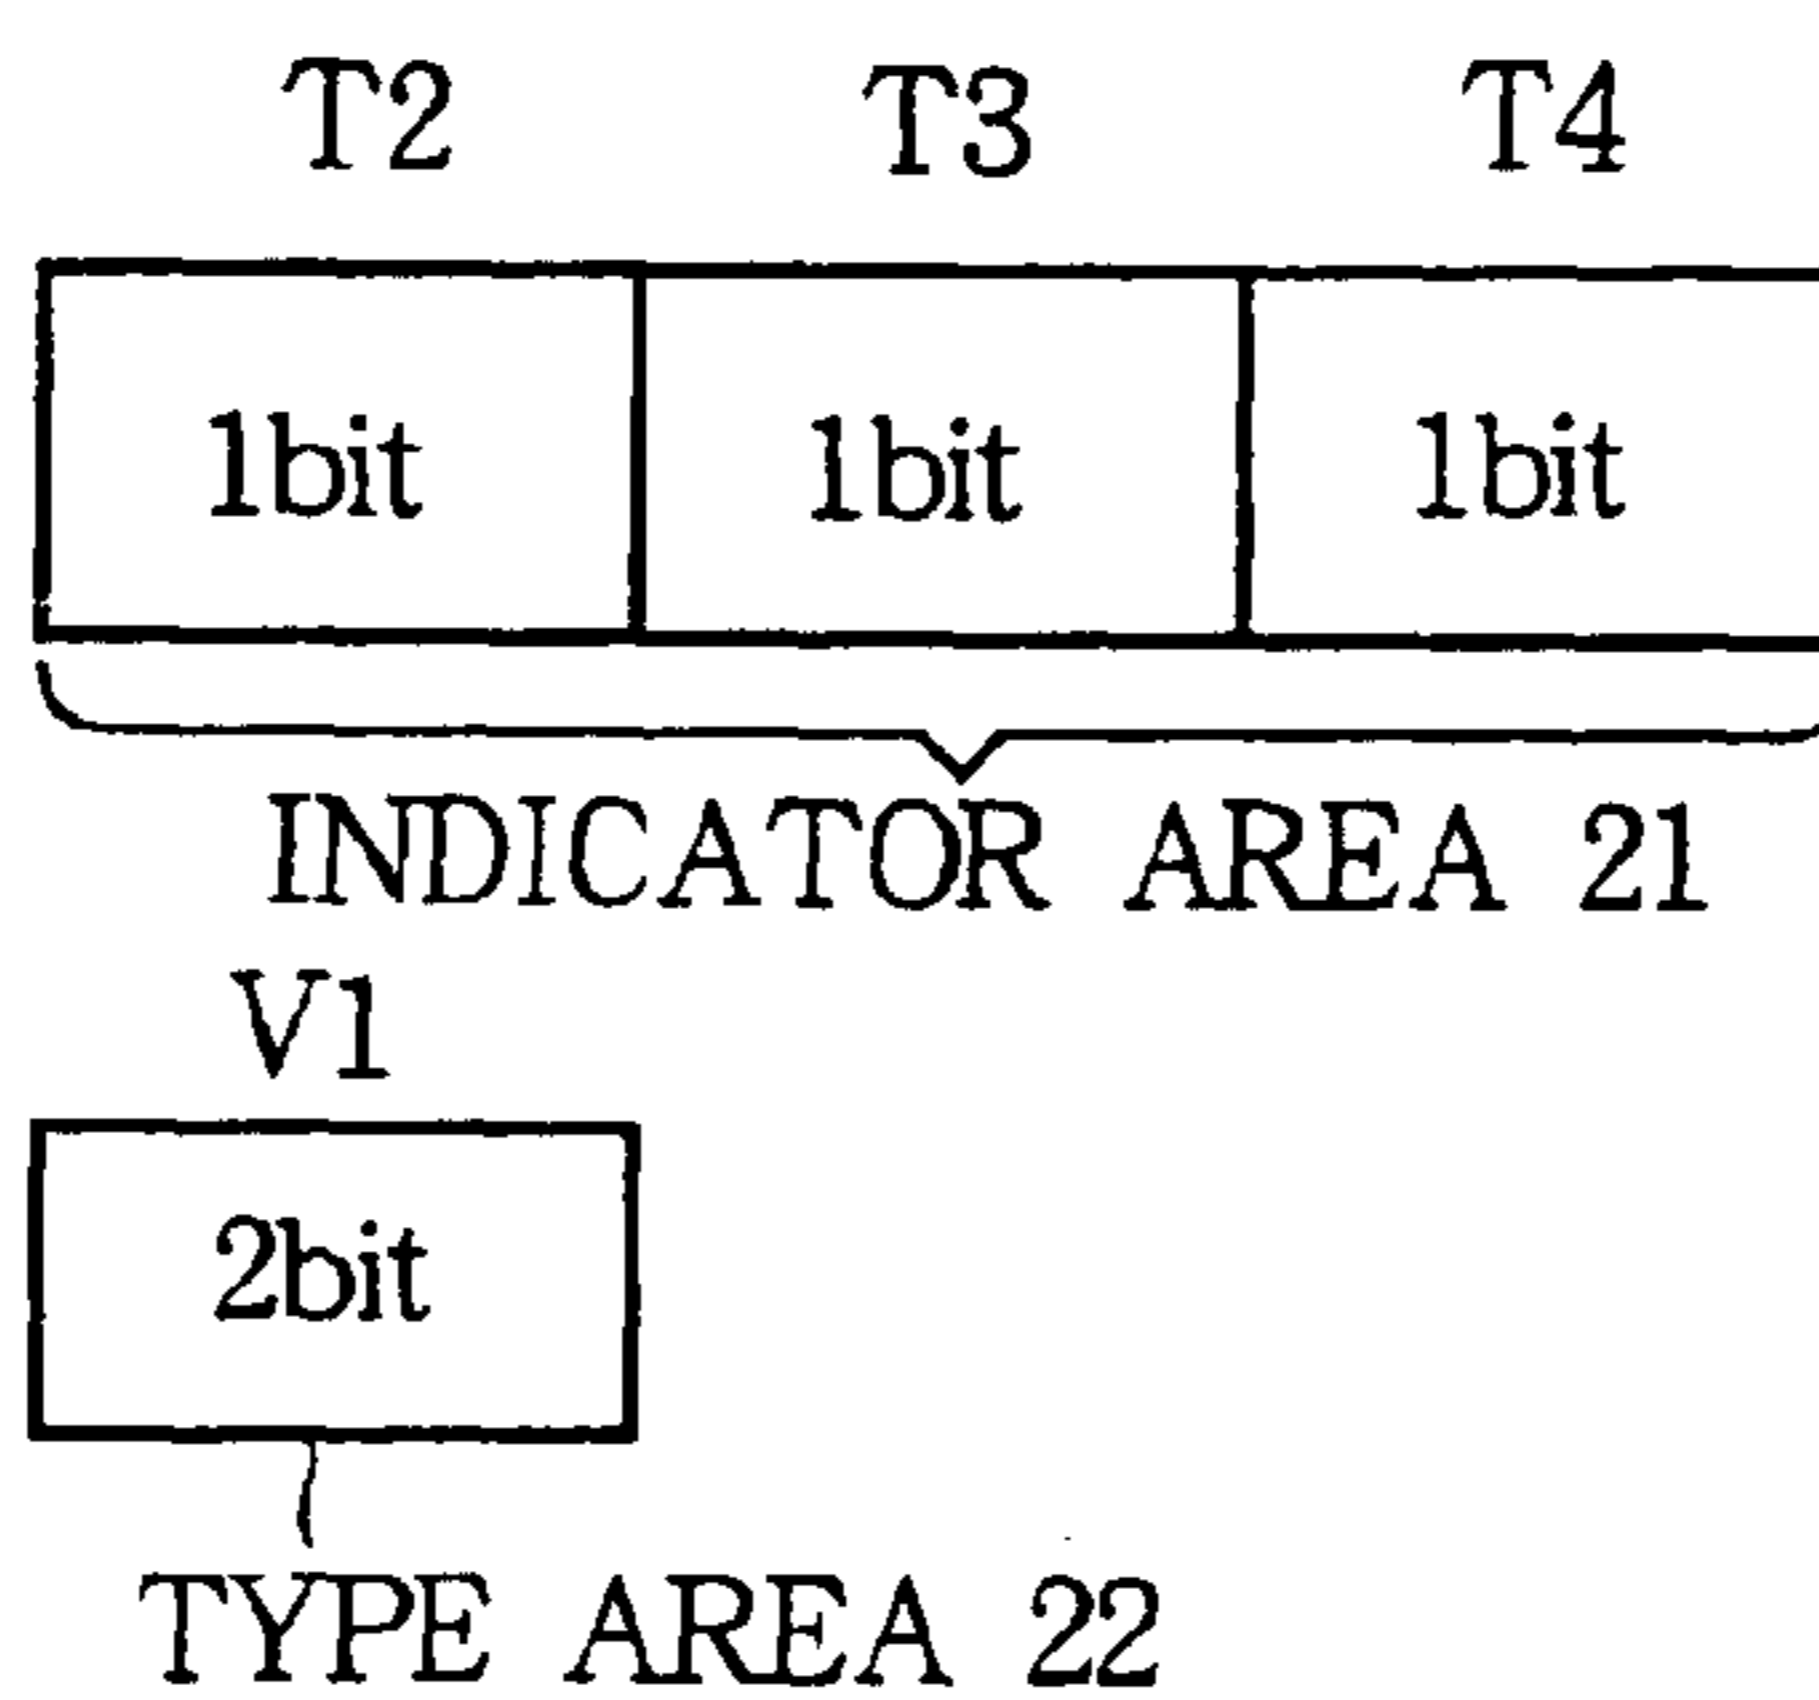 T2 T3 T4
1bit 1bit 1bit
INDICATOR AREA 21
V1
2bit
TYPE AREA 22